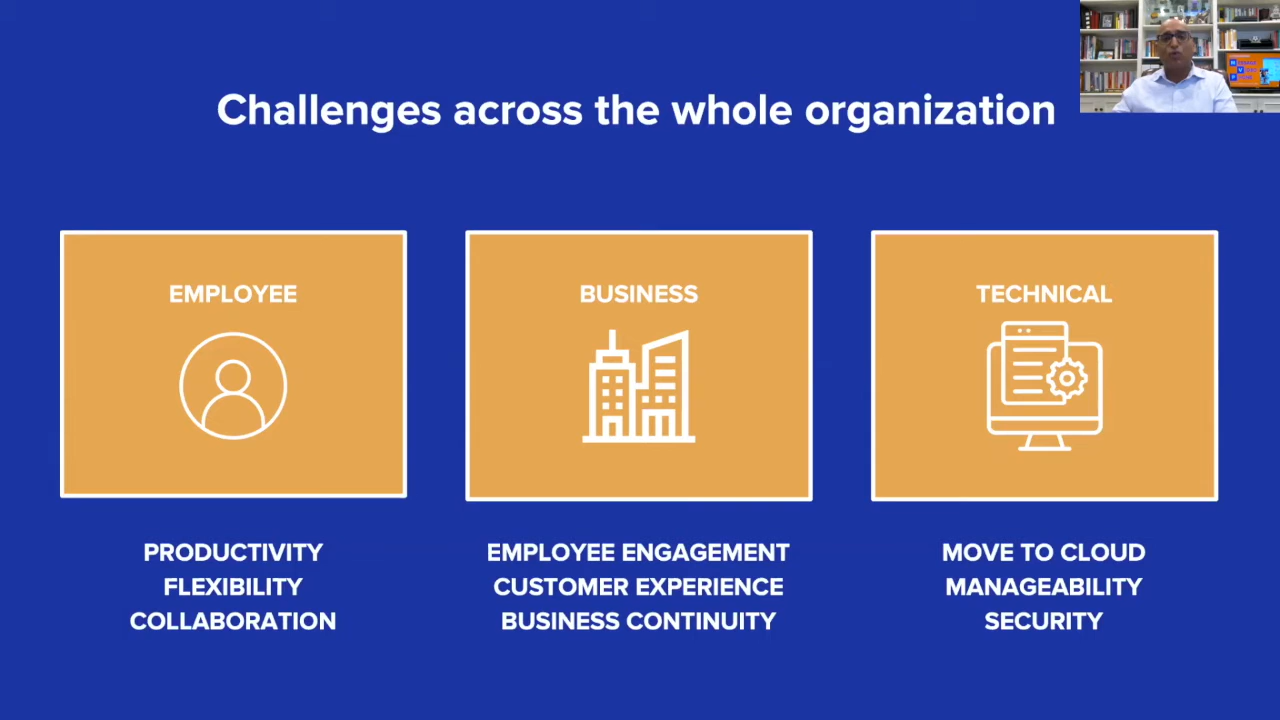 Challenges across the whole organization
EMPLOYEE
BUSINESS
TECHNICAL
PRODUCTIVITY
FLEXIBILITY
COLLABORATION
EMPLOYEE ENGAGEMENT
CUSTOMER EXPERIENCE
BUSINESS CONTINUITY
MOVE TO CLOUD
MANAGEABILITY
SECURITY